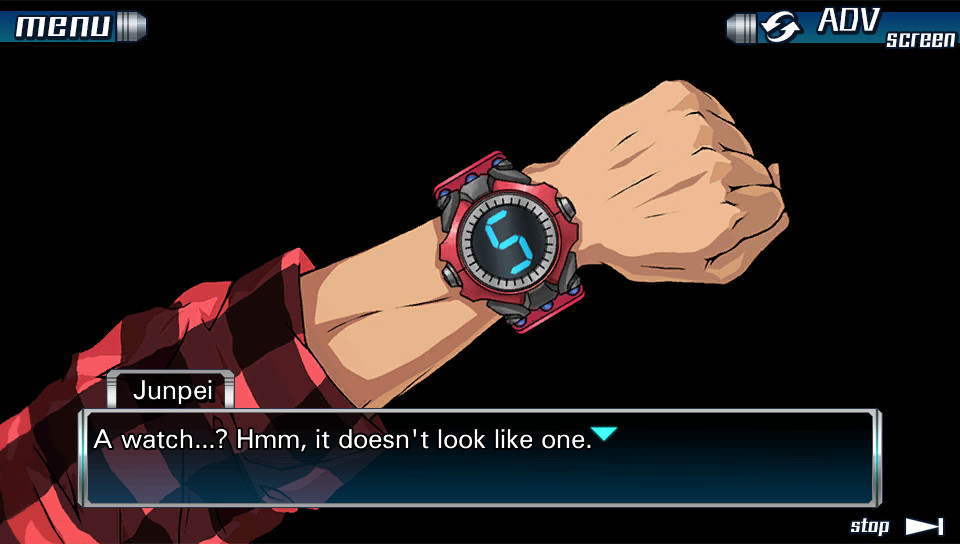 menu
ADV
screen
5
Junpei
A watch...? Hmm, it doesn't look like one.
stop